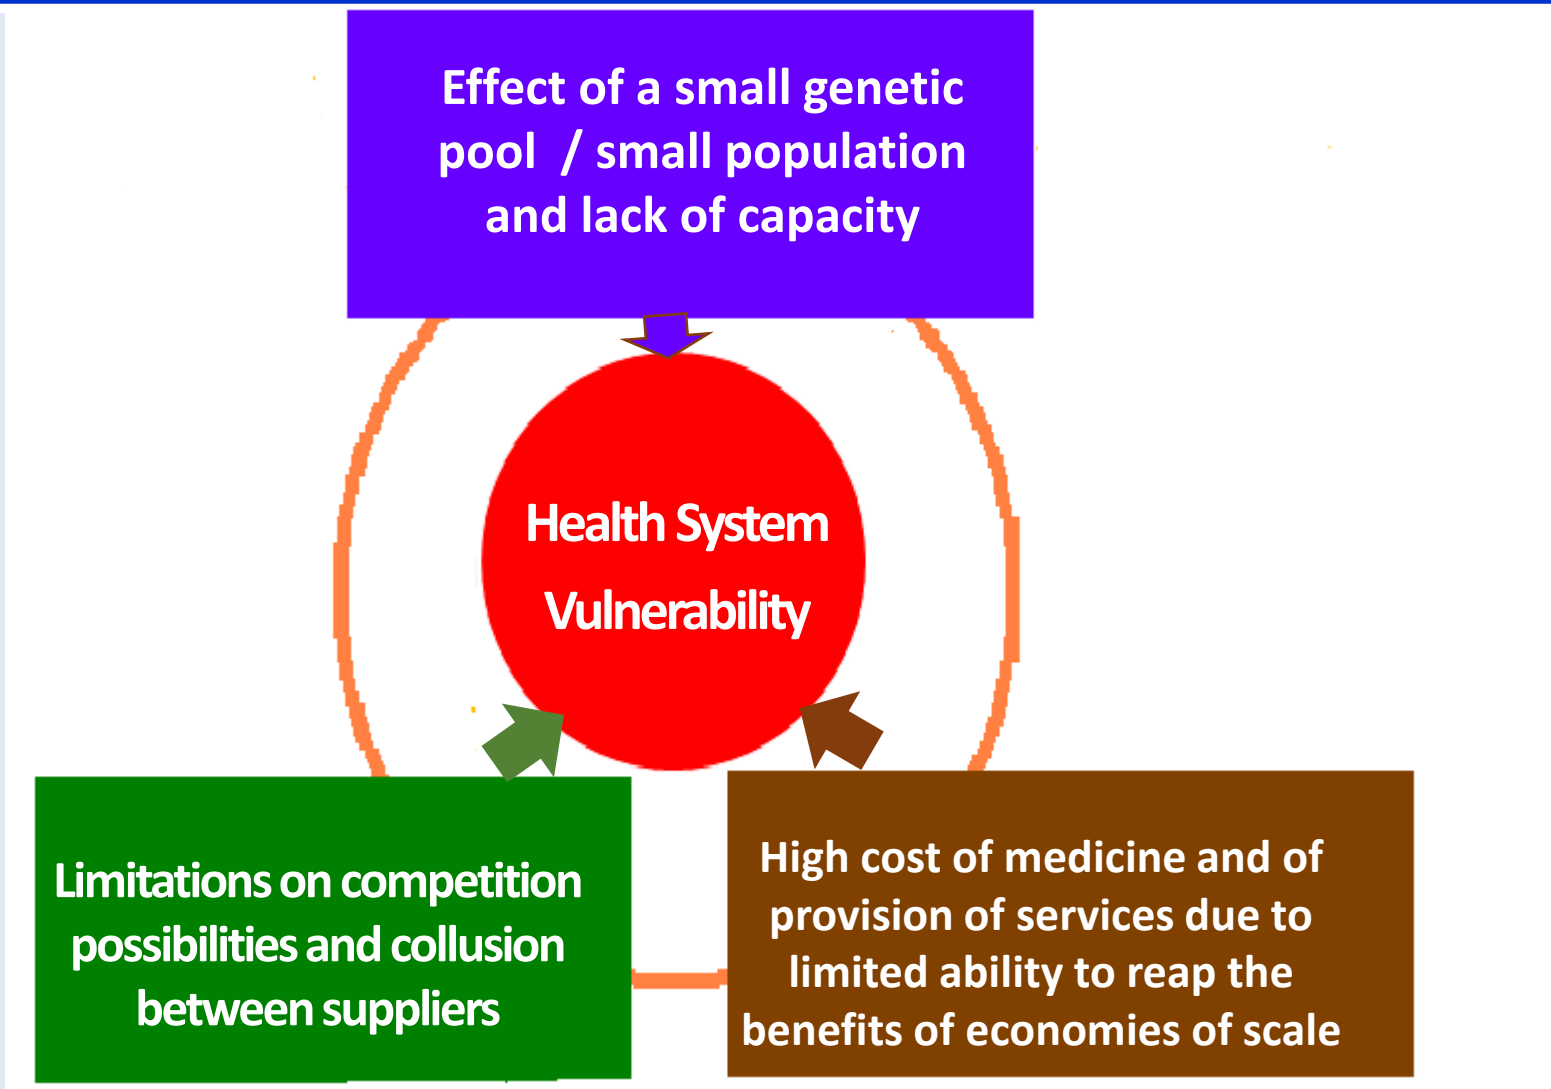 Effect of a small genetic
pool / small population
and lack of capacity
Health System
Vulnerability
Limitations on competition
possibilities and collusion
between suppliers
High cost of medicine and of
provision of services due to
limited ability to reap the
benefits of economies of scale